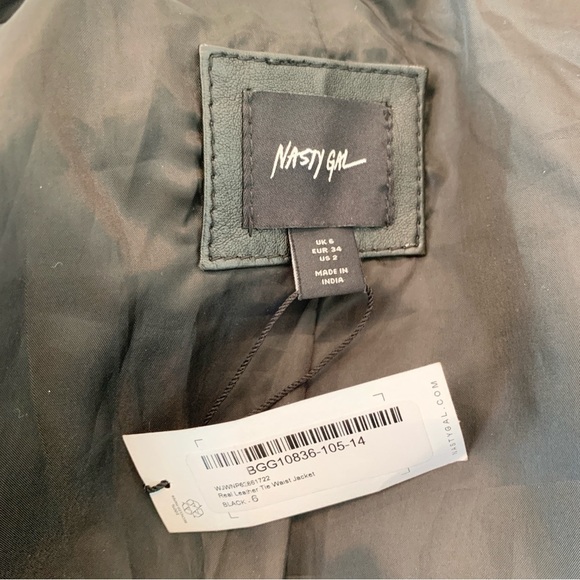 NASTY GAL
UK 6
EUR 34
US 2
MADE IN
INDIA
NASTYGAL.COM
BGG10836-105-14
Real Leather Tie Waist Jacket
BLACK - 6